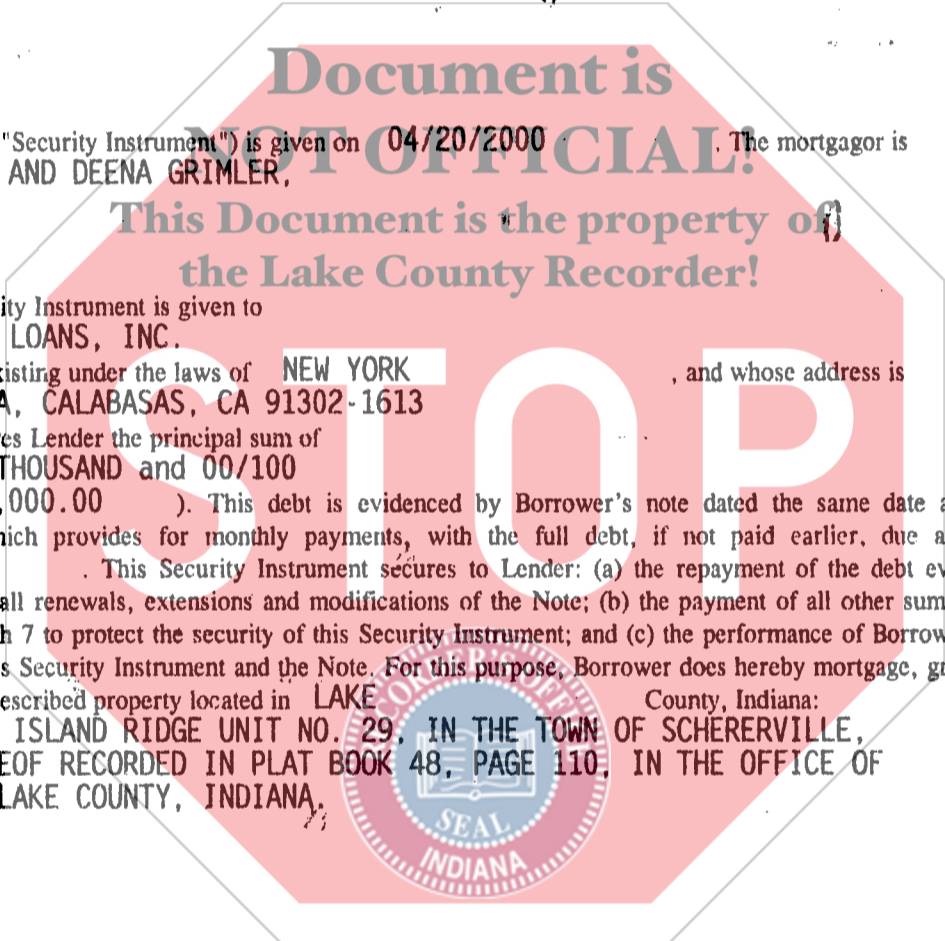 Document is
NOT OFFICIAL!
This Document is the property of
the Lake County Recorder!
STOP
"Security Instrument") is given on 04/20/2000 . The mortgagor is
AND DEENA GRIMLER,
ity Instrument is given to
LOANS, INC.
isting under the laws of NEW YORK , and whose address is
A, CALABASAS, CA 91302-1613
es Lender the principal sum of
THOUSAND and 00/100
,000.00 ). This debt is evidenced by Borrower's note dated the same date a
ich provides for monthly payments, with the full debt, if not paid earlier, due a
. This Security Instrument secures to Lender: (a) the repayment of the debt ev
all renewals, extensions and modifications of the Note; (b) the payment of all other sum
h 7 to protect the security of this Security Instrument; and (c) the performance of Borrow
s Security Instrument and the Note. For this purpose, Borrower does hereby mortgage, gr
escribed property located in LAKE County, Indiana:
ISLAND RIDGE UNIT NO. 29, IN THE TOWN OF SCHERERVILLE,
EOF RECORDED IN PLAT BOOK 48, PAGE 110, IN THE OFFICE OF
LAKE COUNTY, INDIANA.
RECORDER'S OFFICE
SEAL
INDIANA